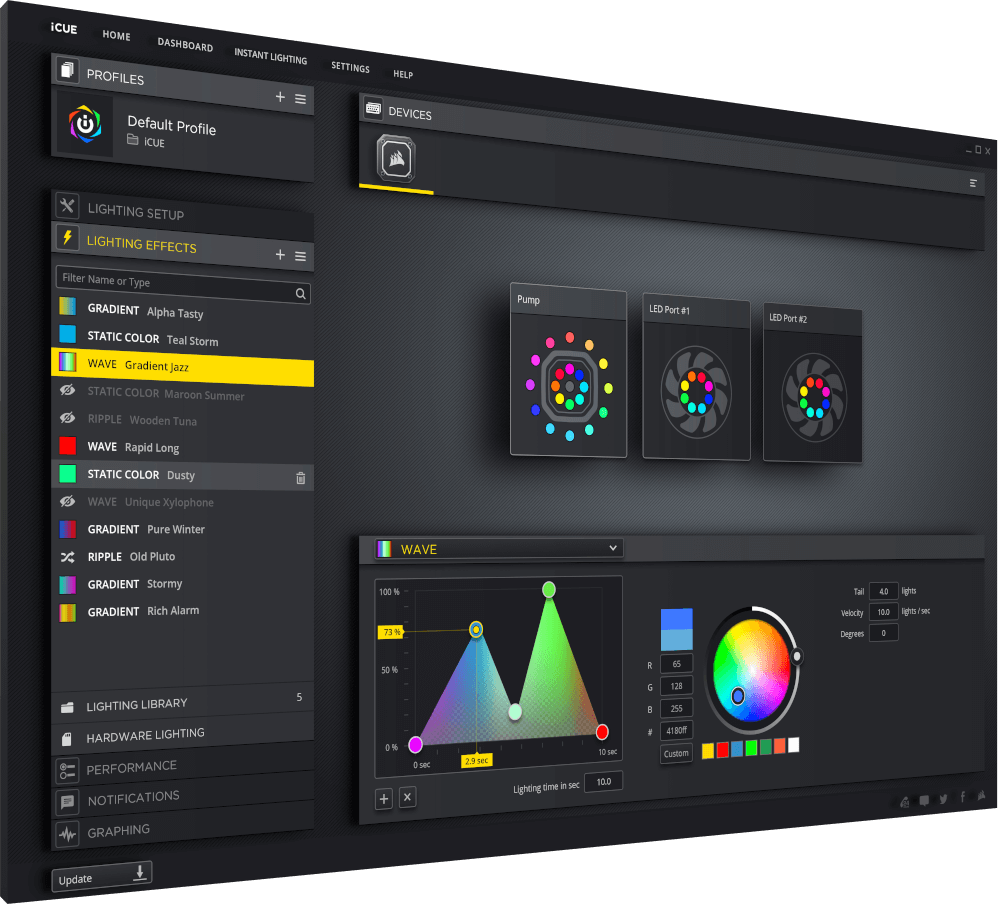 iCUE HOME DASHBOARD INSTANT LIGHTING SETTINGS HELP
PROFILES
Default Profile
iCUE
LIGHTING SETUP
LIGHTING EFFECTS
Filter Name or Type
GRADIENT Alpha Tasty
STATIC COLOR Teal Storm
WAVE Gradient Jazz
STATIC COLOR Maroon Summer
RIPPLE Wooden Tuna
WAVE Rapid Long
STATIC COLOR Dusty
WAVE Unique Xylophone
GRADIENT Pure Winter
RIPPLE Old Pluto
GRADIENT Stormy
GRADIENT Rich Alarm
LIGHTING LIBRARY 5
HARDWARE LIGHTING
PERFORMANCE
NOTIFICATIONS
GRAPHING
Update
DEVICES
Pump
LED Port #1
LED Port #2
WAVE
100 %
73 %
50 %
0 %
0 sec
2.9 sec
10 sec
Lighting time in sec 10.0
R 65
G 128
B 255
# 4180ff
Custom
Tail 4.0 lights
Velocity 10.0 lights / sec
Degrees 0